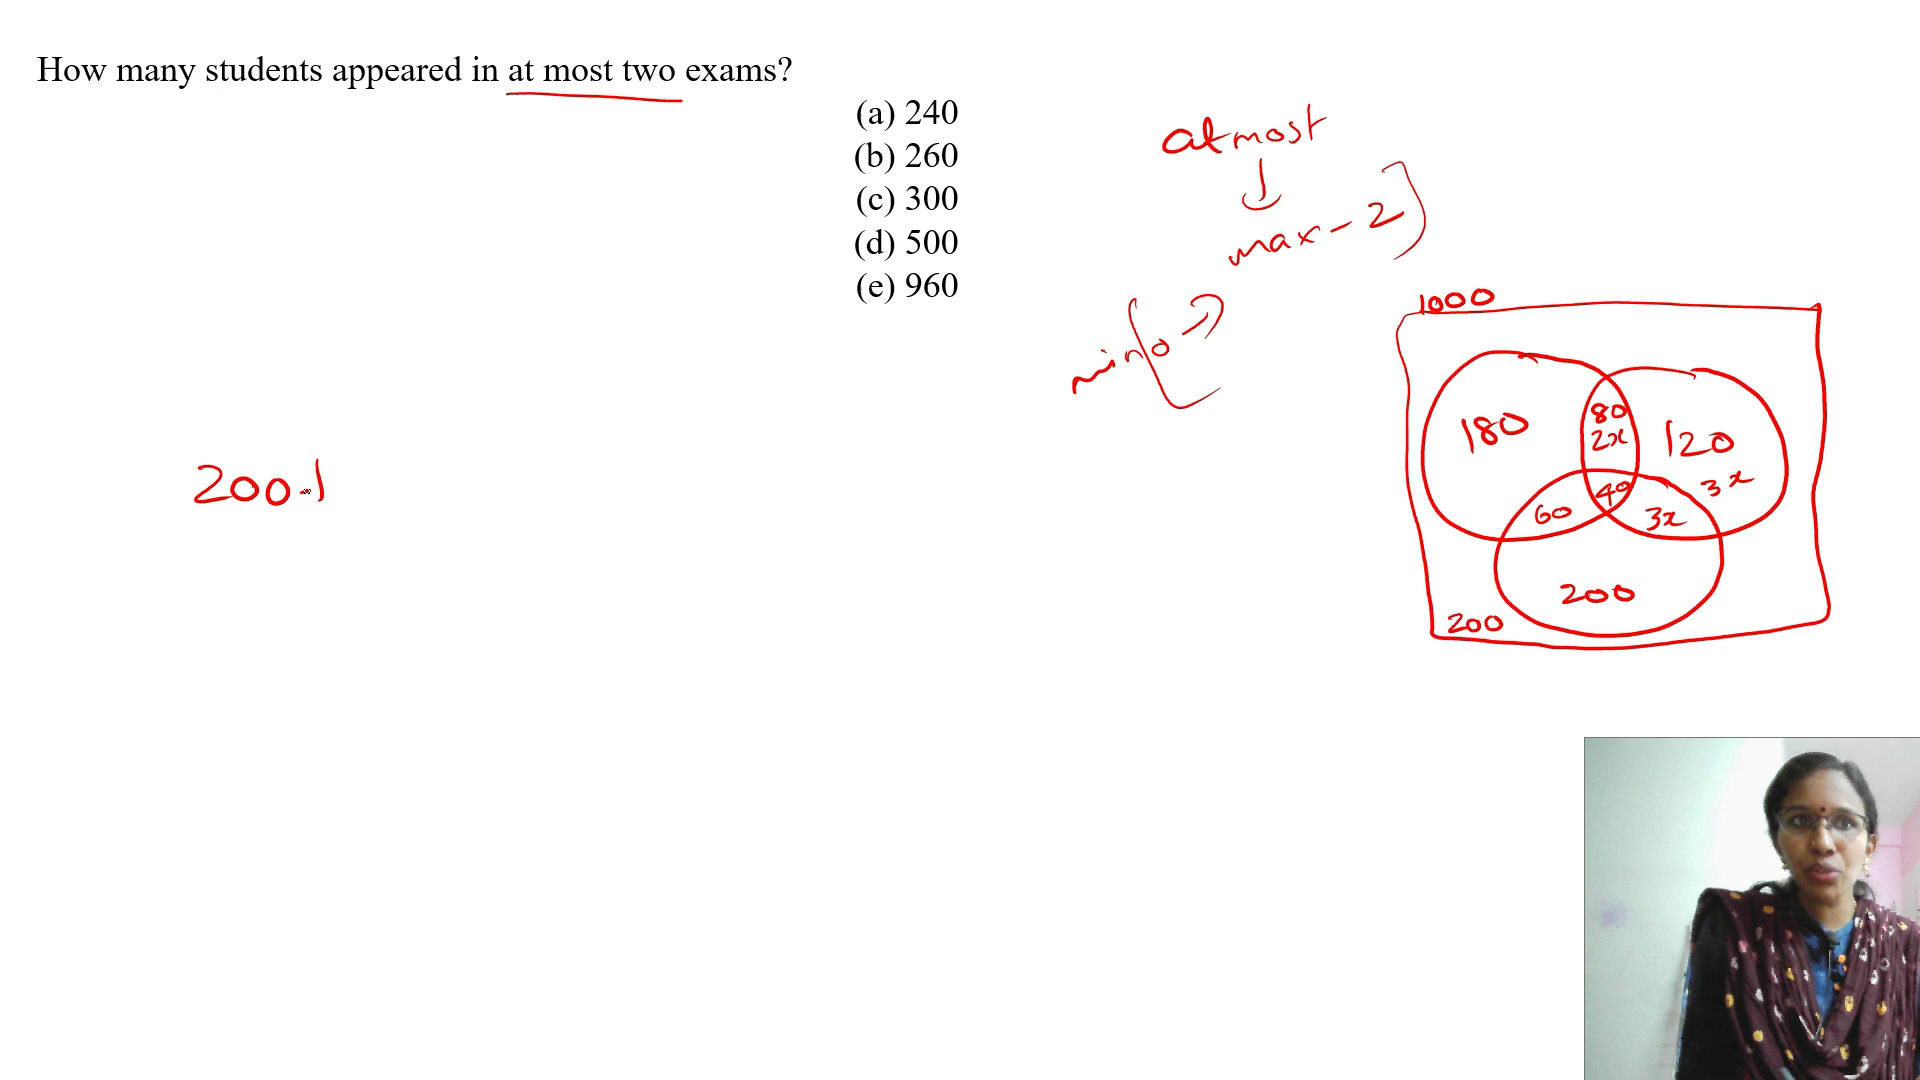 How many students appeared in at most two exams?
(a) 240
(b) 260
(c) 300
(d) 500
(e) 960
atmost
max - 2
min 0
1000
180
80
2x
120
3x
40
60
3x
200
200
200